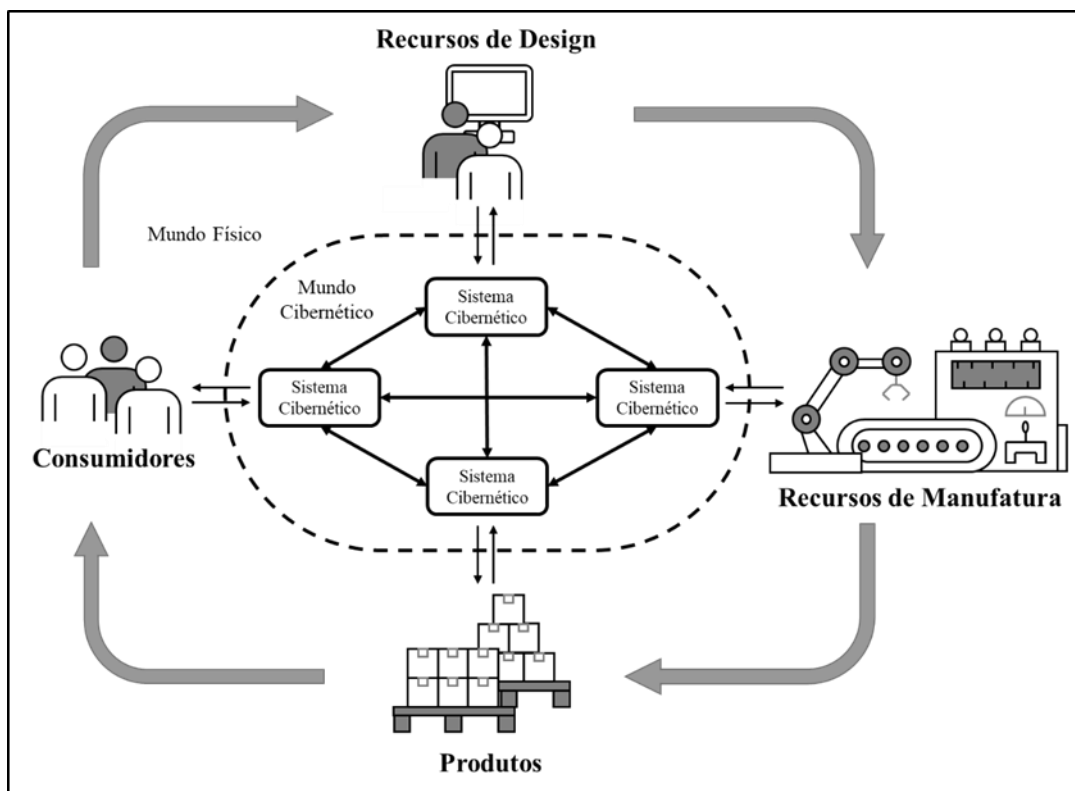 Recursos de Design
Mundo Físico
Mundo
Cibernético
Sistema
Cibernético
Sistema
Cibernético
Sistema
Cibernético
Consumidores
Sistema
Cibernético
Recursos de Manufatura
Produtos